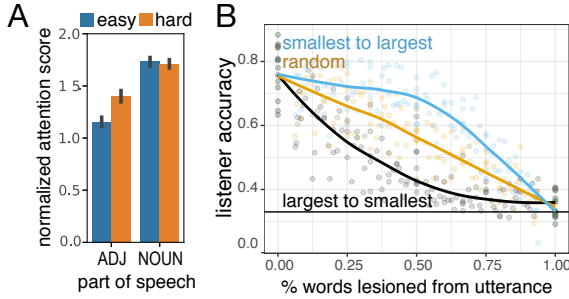 A
easy hard
normalized attention score
2.0
1.5
1.0
0.5
0.0
ADJ NOUN
part of speech
B
smallest to largest
random
largest to smallest
listener accuracy
0.8
0.4
0.0
0.00 0.25 0.50 0.75 1.00
% words lesioned from utterance